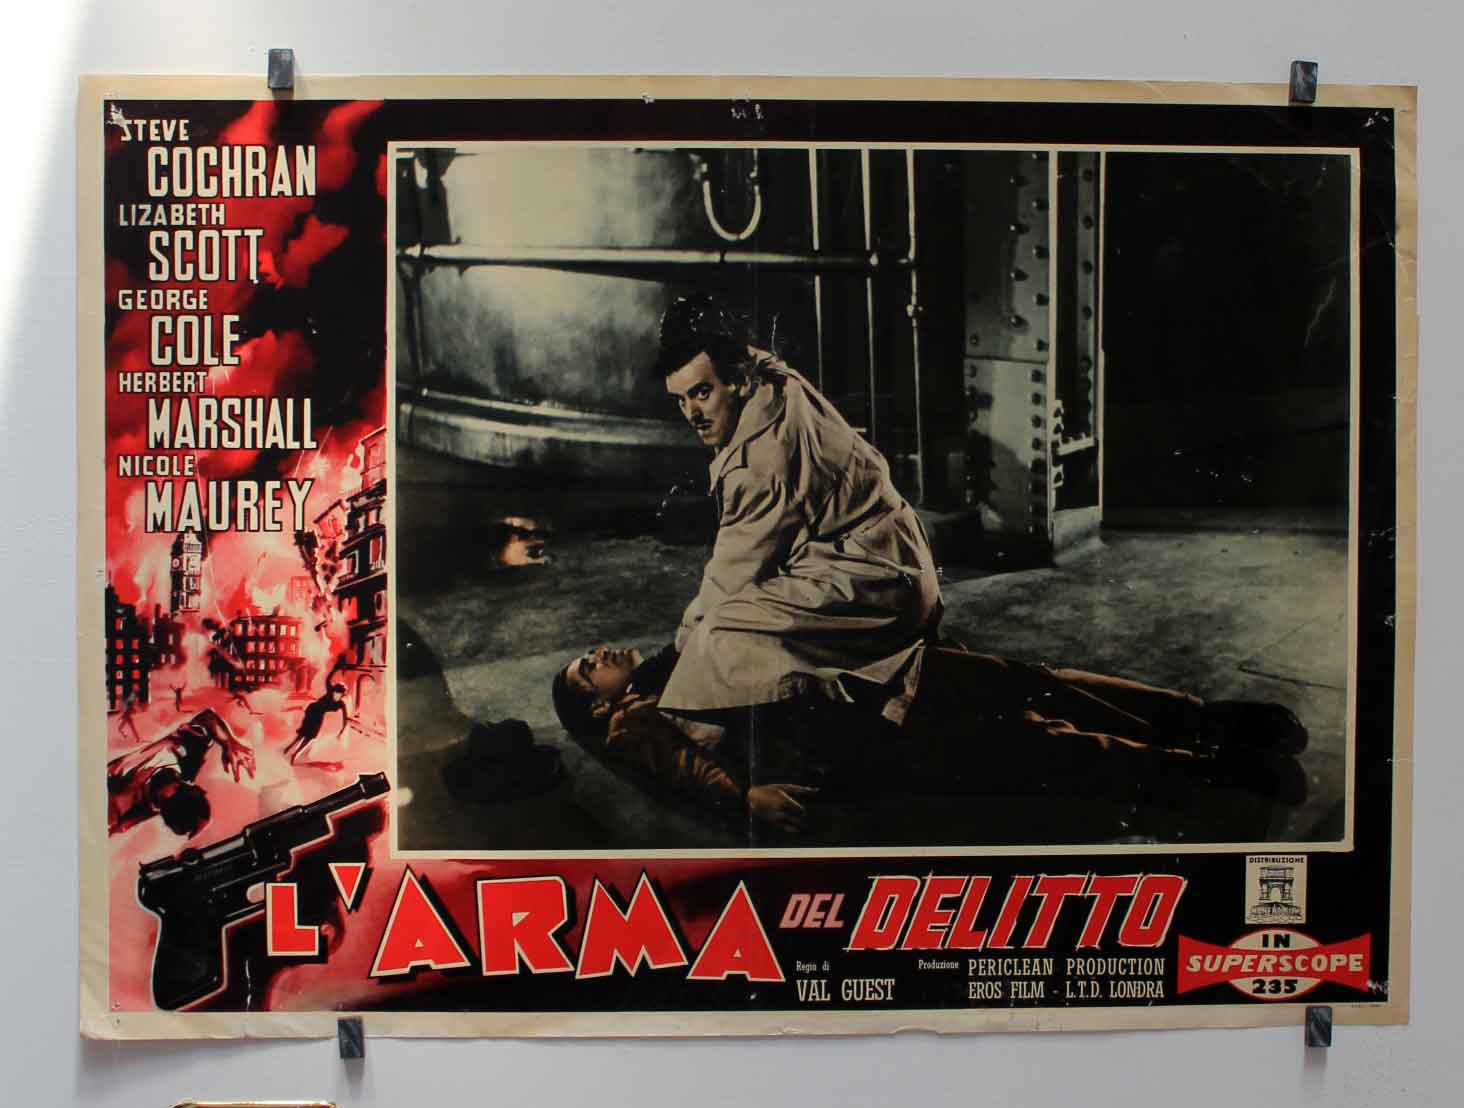 STEVE
COCHRAN
LIZABETH
SCOTT
GEORGE
COLE
HERBERT
MARSHALL
NICOLE
MAUREY
L'ARMA DEL DELITTO
Regia di
VAL GUEST
Produzione PERICLEAN PRODUCTION
EROS FILM - L.T.D. LONDRA
DISTRIBUZIONE
IN
SUPERSCOPE
235